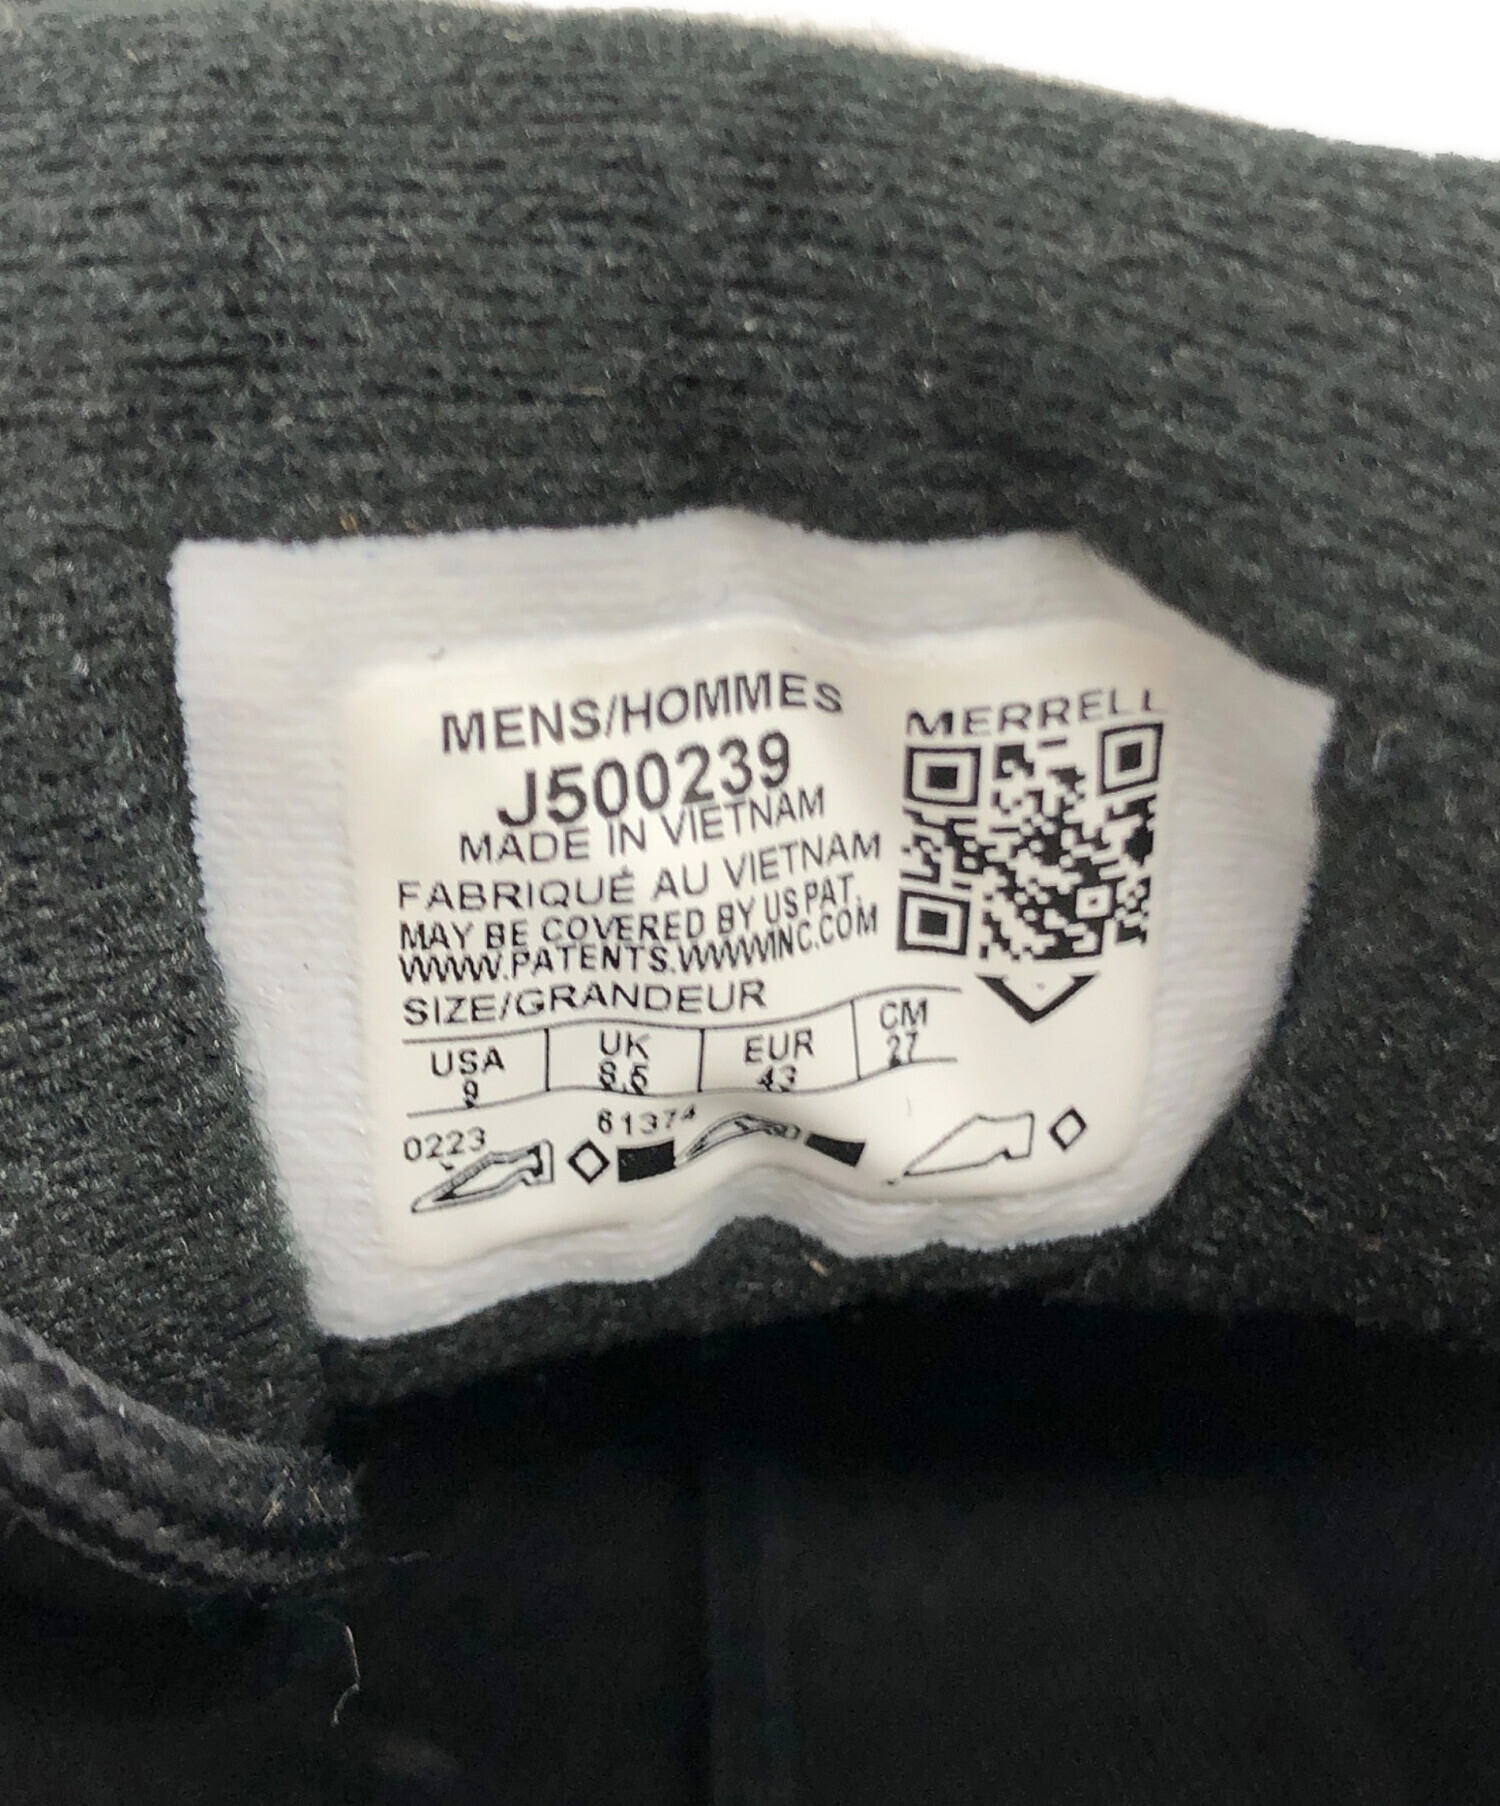 MENS/HOMMES
J500239
MADE IN VIETNAM
FABRIQUÉ AU VIETNAM
MAY BE COVERED BY US PAT.
WWW.PATENTS.WWWINC.COM
SIZE/GRANDEUR
USA UK EUR CM
9 8.5 43 27
0223 61374
MERRELL